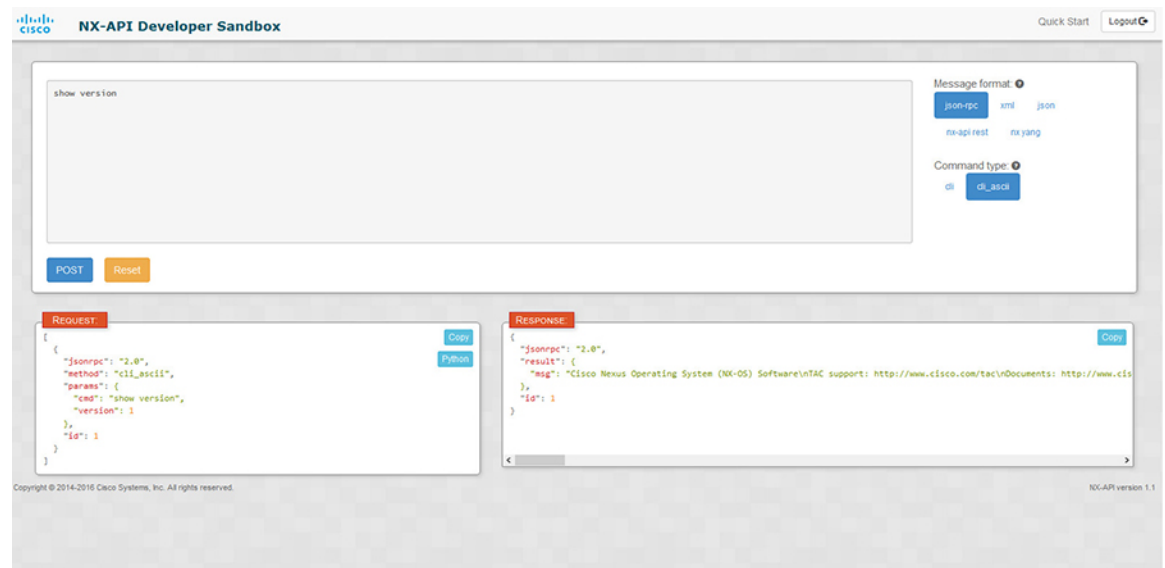 CISCO
NX-API Developer Sandbox
Quick Start
Logout
show version
Message format:
json-rpc xml json
nx-api rest nx yang
Command type:
cli cli_ascii
POST Reset
REQUEST:
Copy
Python
[
{
"jsonrpc": "2.0",
"method": "cli_ascii",
"params": {
"cmd": "show version",
"version": 1
},
"id": 1
}
]
RESPONSE:
Copy
{
"jsonrpc": "2.0",
"result": {
"msg": "Cisco Nexus Operating System (NX-OS) Software\nTAC support: http://www.cisco.com/tac\nDocuments: http://www.cis
},
"id": 1
}
Copyright © 2014-2016 Cisco Systems, Inc. All rights reserved.
NX-API version 1.1